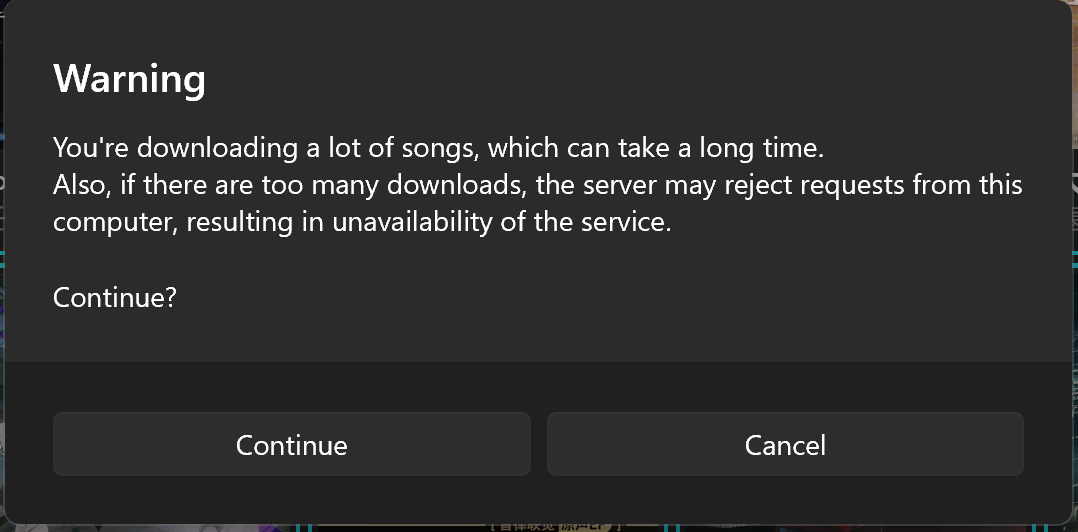 Warning
You're downloading a lot of songs, which can take a long time.
Also, if there are too many downloads, the server may reject requests from this
computer, resulting in unavailability of the service.
Continue?
Continue
Cancel